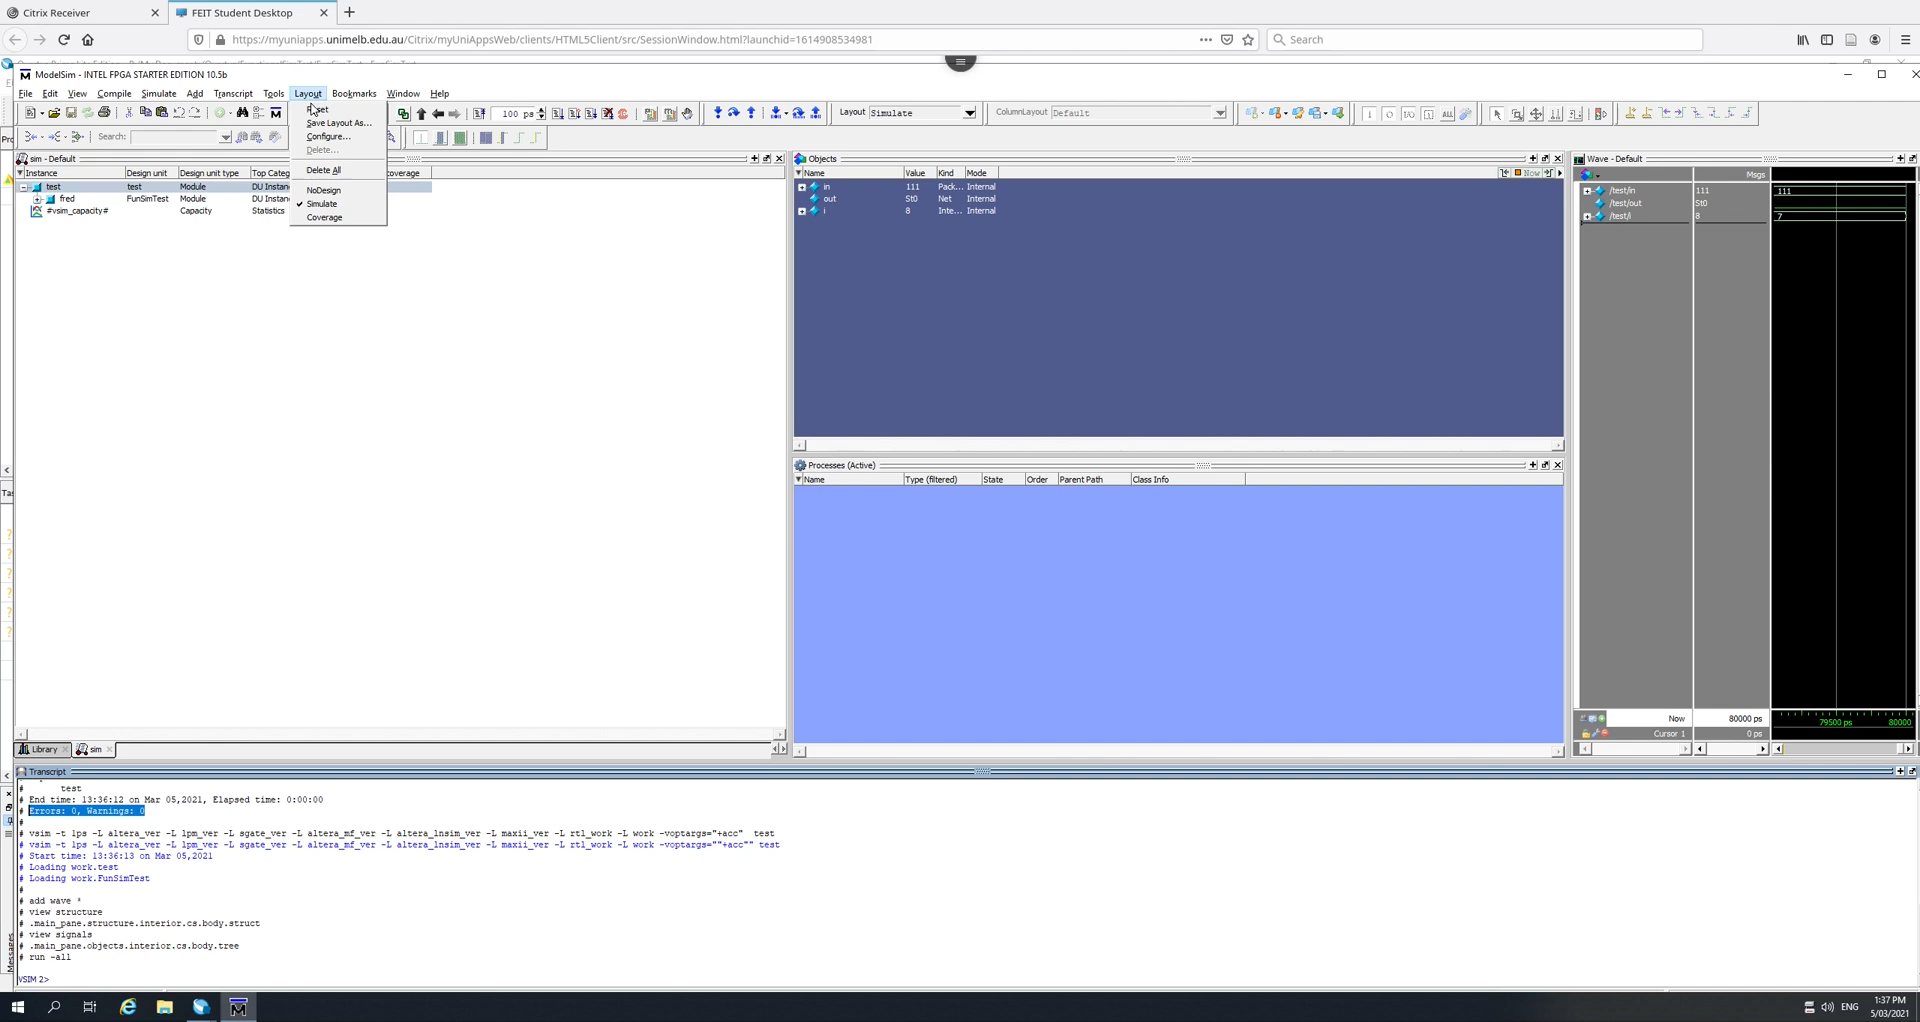 Citrix Receiver
FEIT Student Desktop
https://myuniapps.unimelb.edu.au/Citrix/myUniAppsWeb/clients/HTML5Client/src/SessionWindow.html?launchid=1614908534981
Search
ModelSim - INTEL FPGA STARTER EDITION 10.5b
File Edit View Compile Simulate Add Transcript Tools Layout Bookmarks Window Help
100 ps
Layout Simulate
ColumnLayout Default
Search:
Reset
Save Layout As...
Configure...
Delete...
Delete All
NoDesign
Simulate
Coverage
sim - Default
Instance Design unit Design unit type Top Categ coverage
test test Module DU Instan
fred FunSimTest Module DU Instan
#vsim_capacity# Capacity Statistics
Library sim
Objects
Name Value Kind Mode
Now
in 111 Pack... Internal
out St0 Net Internal
i 8 Inte... Internal
Processes (Active)
Name Type (filtered) State Order Parent Path Class Info
Wave - Default
Msgs
/test/in 111 111
/test/out St0
/test/i 8 7
Now 80000 ps 79500 ps 80000
Cursor 1 0 ps
Transcript
# test
# End time: 13:36:12 on Mar 05,2021, Elapsed time: 0:00:00
# Errors: 0, Warnings: 0
#
# vsim -t 1ps -L altera_ver -L lpm_ver -L sgate_ver -L altera_mf_ver -L altera_lnsim_ver -L maxii_ver -L rtl_work -L work -voptargs="+acc" test
# vsim -t 1ps -L altera_ver -L lpm_ver -L sgate_ver -L altera_mf_ver -L altera_lnsim_ver -L maxii_ver -L rtl_work -L work -voptargs=""+acc"" test
# Start time: 13:36:13 on Mar 05,2021
# Loading work.test
# Loading work.FunSimTest
#
# add wave *
# view structure
# .main_pane.structure.interior.cs.body.struct
# view signals
# .main_pane.objects.interior.cs.body.tree
# run -all
VSIM 2>
Messages
ENG
1:37 PM
5/03/2021